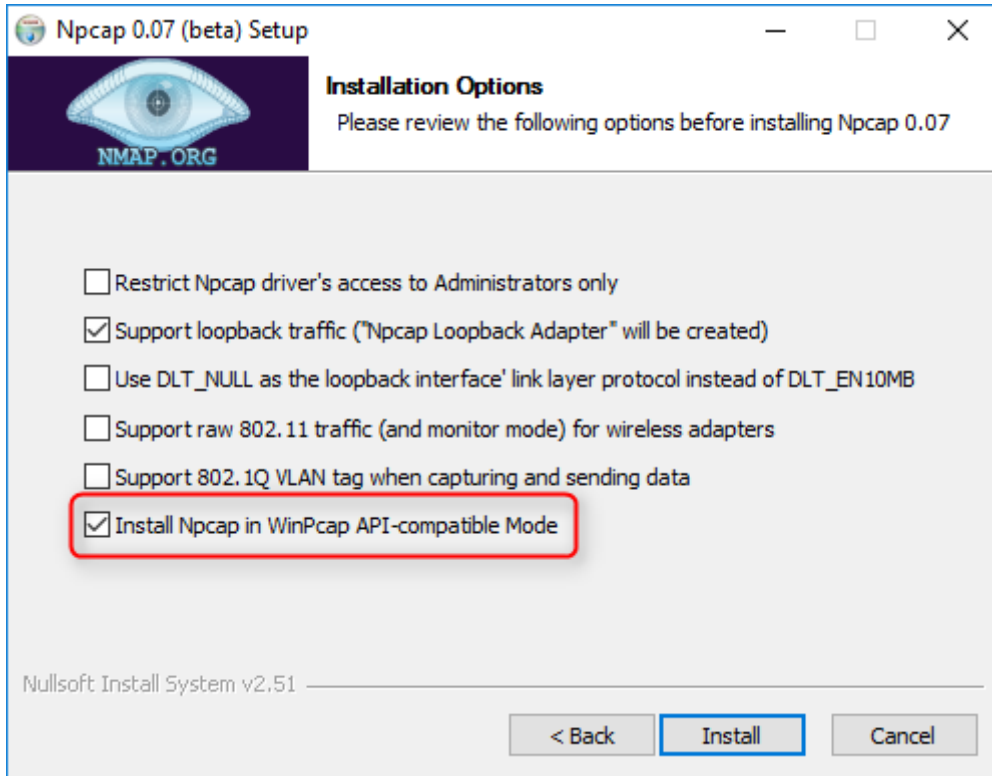 Npcap 0.07 (beta) Setup
NMAP.ORG
Installation Options
Please review the following options before installing Npcap 0.07
Restrict Npcap driver's access to Administrators only
Support loopback traffic ("Npcap Loopback Adapter" will be created)
Use DLT_NULL as the loopback interface' link layer protocol instead of DLT_EN10MB
Support raw 802.11 traffic (and monitor mode) for wireless adapters
Support 802.1Q VLAN tag when capturing and sending data
Install Npcap in WinPcap API-compatible Mode
Nullsoft Install System v2.51
< Back
Install
Cancel